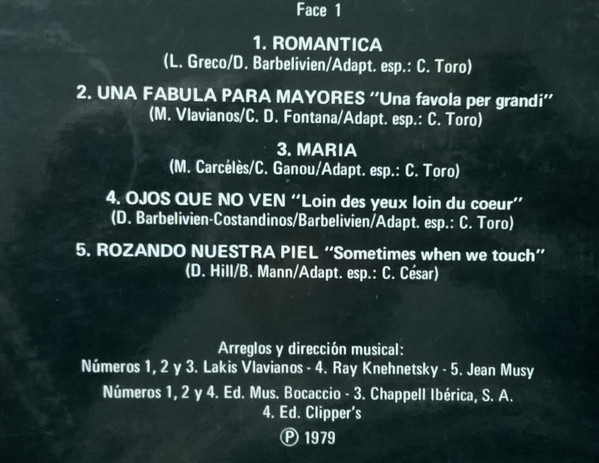 Face 1
1. ROMANTICA
(L. Greco/D. Barbelivien/Adapt. esp.: C. Toro)
2. UNA FABULA PARA MAYORES "Una favola per grandi"
(M. Vlavianos/C. D. Fontana/Adapt. esp.: C. Toro)
3. MARIA
(M. Carcélès/C. Ganou/Adapt. esp.: C. Toro)
4. OJOS QUE NO VEN "Loin des yeux loin du coeur"
(D. Barbelivien-Costandinos/Barbelivien/Adapt. esp.: C. Toro)
5. ROZANDO NUESTRA PIEL "Sometimes when we touch"
(D. Hill/B. Mann/Adapt. esp.: C. César)
Arreglos y dirección musical:
Números 1, 2 y 3. Lakis Vlavianos - 4. Ray Knehnetsky - 5. Jean Musy
Números 1, 2 y 4. Ed. Mus. Bocaccio - 3. Chappell Ibérica, S. A.
4. Ed. Clipper's
℗ 1979